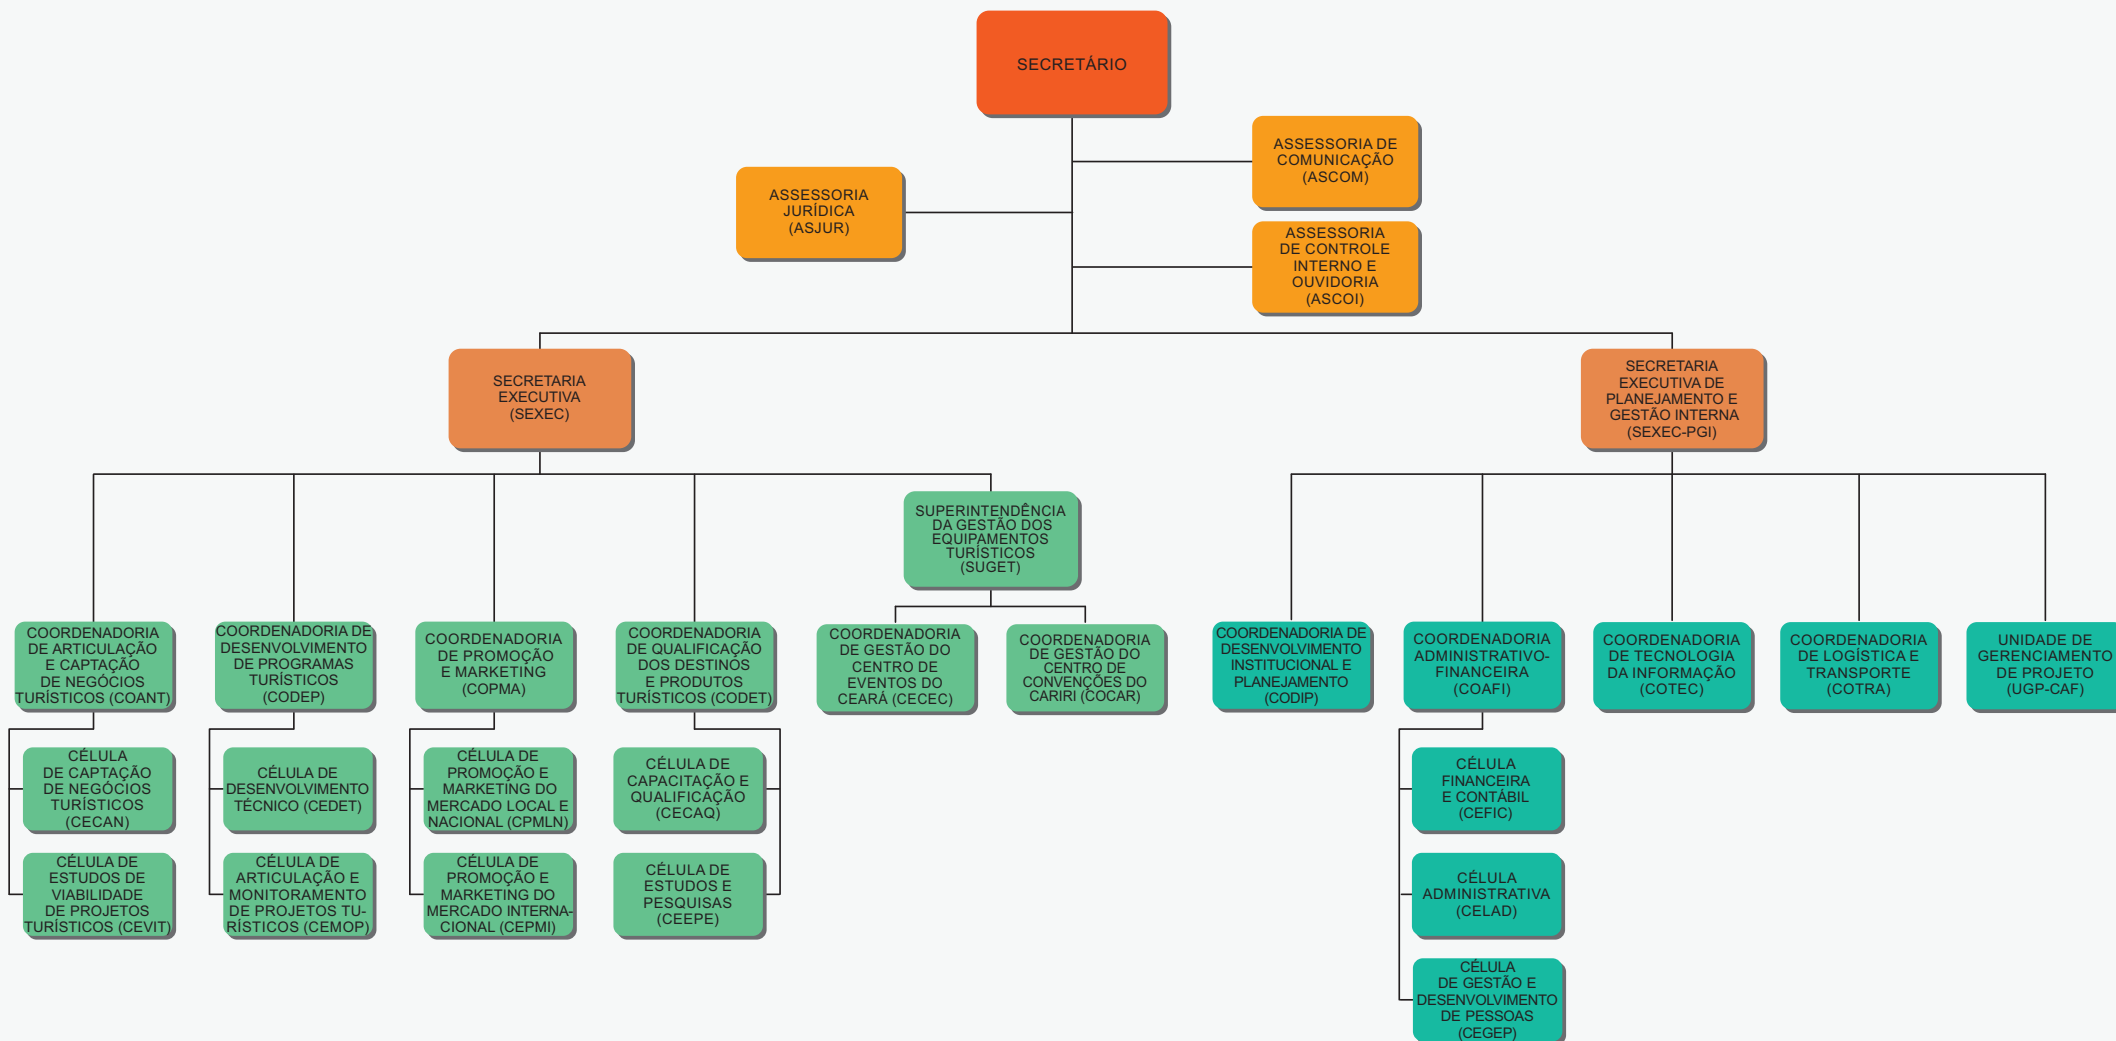 SECRETÁRIO
ASSESSORIA DE
COMUNICAÇÃO
(ASCOM)
ASSESSORIA
JURÍDICA
(ASJUR)
ASSESSORIA
DE CONTROLE
INTERNO E
OUVIDORIA
(ASCOI)
SECRETARIA
EXECUTIVA
(SEXEC)
SECRETARIA
EXECUTIVA DE
PLANEJAMENTO E
GESTÃO INTERNA
(SEXEC-PGI)
SUPERINTENDÊNCIA
DA GESTÃO DOS
EQUIPAMENTOS
TURÍSTICOS
(SUGET)
COORDENADORIA
DE ARTICULAÇÃO
E CAPTAÇÃO
DE NEGÓCIOS
TURÍSTICOS (COANT)
COORDENADORIA DE
DESENVOLVIMENTO
DE PROGRAMAS
TURÍSTICOS
(CODEP)
COORDENADORIA
DE PROMOÇÃO
E MARKETING
(COPMA)
COORDENADORIA
DE QUALIFICAÇÃO
DOS DESTINOS
E PRODUTOS
TURÍSTICOS (CODET)
COORDENADORIA
DE GESTÃO DO
CENTRO DE
EVENTOS DO
CEARÁ (CECEC)
COORDENADORIA
DE GESTÃO DO
CENTRO DE
CONVENÇÕES DO
CARIRI (COCAR)
COORDENADORIA DE
DESENVOLVIMENTO
INSTITUCIONAL E
PLANEJAMENTO
(CODIP)
COORDENADORIA
ADMINISTRATIVO-
FINANCEIRA
(COAFI)
COORDENADORIA
DE TECNOLOGIA
DA INFORMAÇÃO
(COTEC)
COORDENADORIA
DE LOGÍSTICA E
TRANSPORTE
(COTRA)
UNIDADE DE
GERENCIAMENTO
DE PROJETO
(UGP-CAF)
CÉLULA
DE CAPTAÇÃO
DE NEGÓCIOS
TURÍSTICOS
(CECAN)
CÉLULA DE
DESENVOLVIMENTO
TÉCNICO (CEDET)
CÉLULA DE
PROMOÇÃO E
MARKETING DO
MERCADO LOCAL E
NACIONAL (CPMLN)
CÉLULA DE
CAPACITAÇÃO E
QUALIFICAÇÃO
(CECAQ)
CÉLULA
FINANCEIRA
E CONTÁBIL
(CEFIC)
CÉLULA DE
ESTUDOS DE
VIABILIDADE
DE PROJETOS
TURÍSTICOS (CEVIT)
CÉLULA DE
ARTICULAÇÃO E
MONITORAMENTO
DE PROJETOS TU-
RÍSTICOS (CEMOP)
CÉLULA DE
PROMOÇÃO E
MARKETING DO
MERCADO INTERNA-
CIONAL (CEPMI)
CÉLULA DE
ESTUDOS E
PESQUISAS
(CEEPE)
CÉLULA
ADMINISTRATIVA
(CELAD)
CÉLULA
DE GESTÃO E
DESENVOLVIMENTO
DE PESSOAS
(CEGEP)